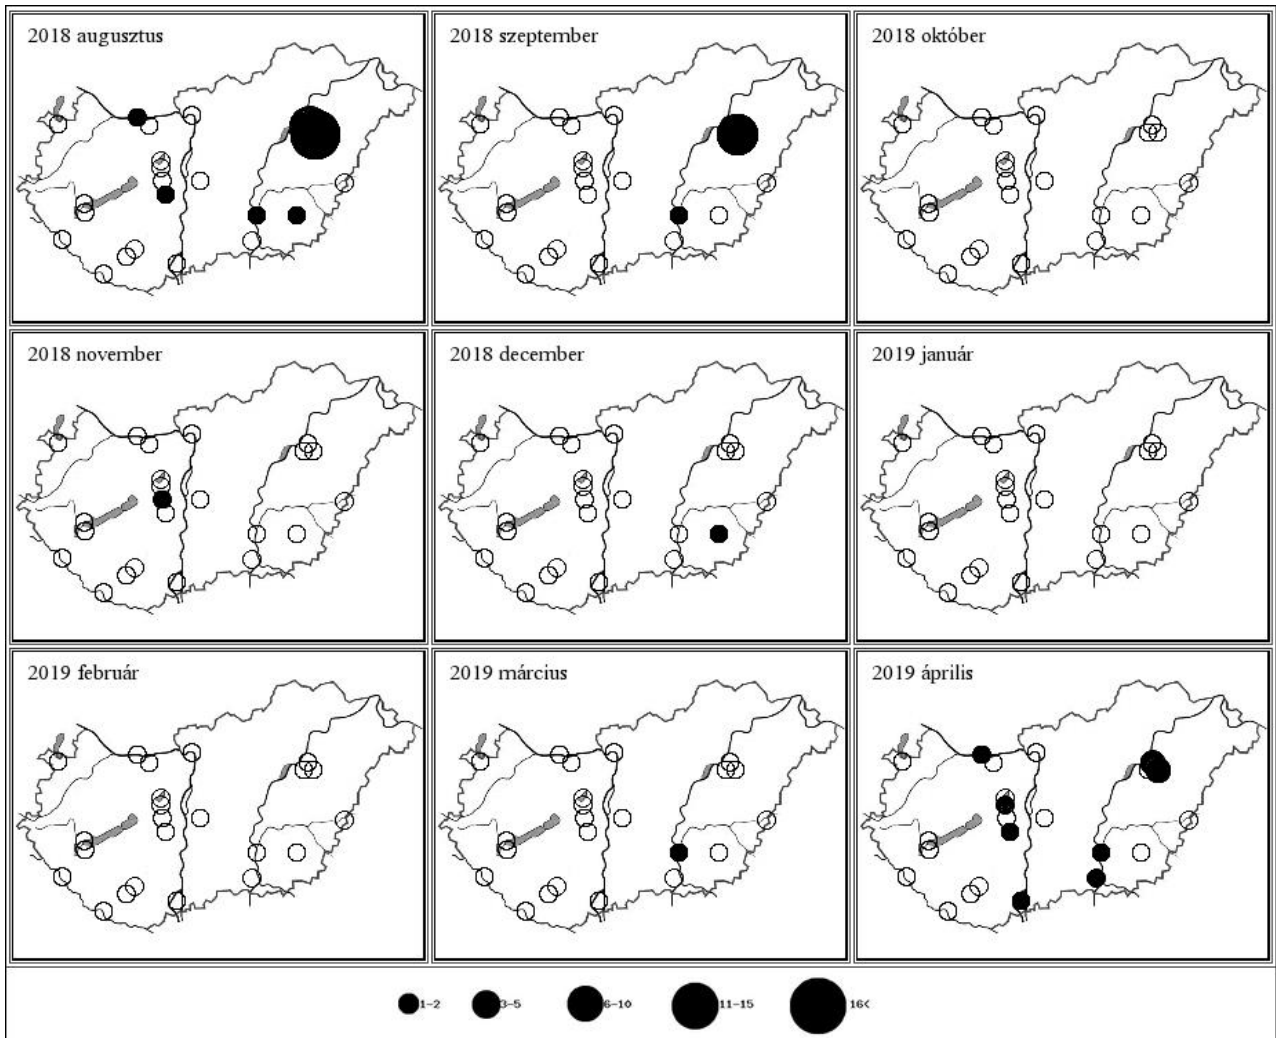 2018 augusztus
2018 szeptember
2018 október
2018 november
2018 december
2019 január
2019 február
2019 március
2019 április
1-2 3-5 6-10 11-15 16<